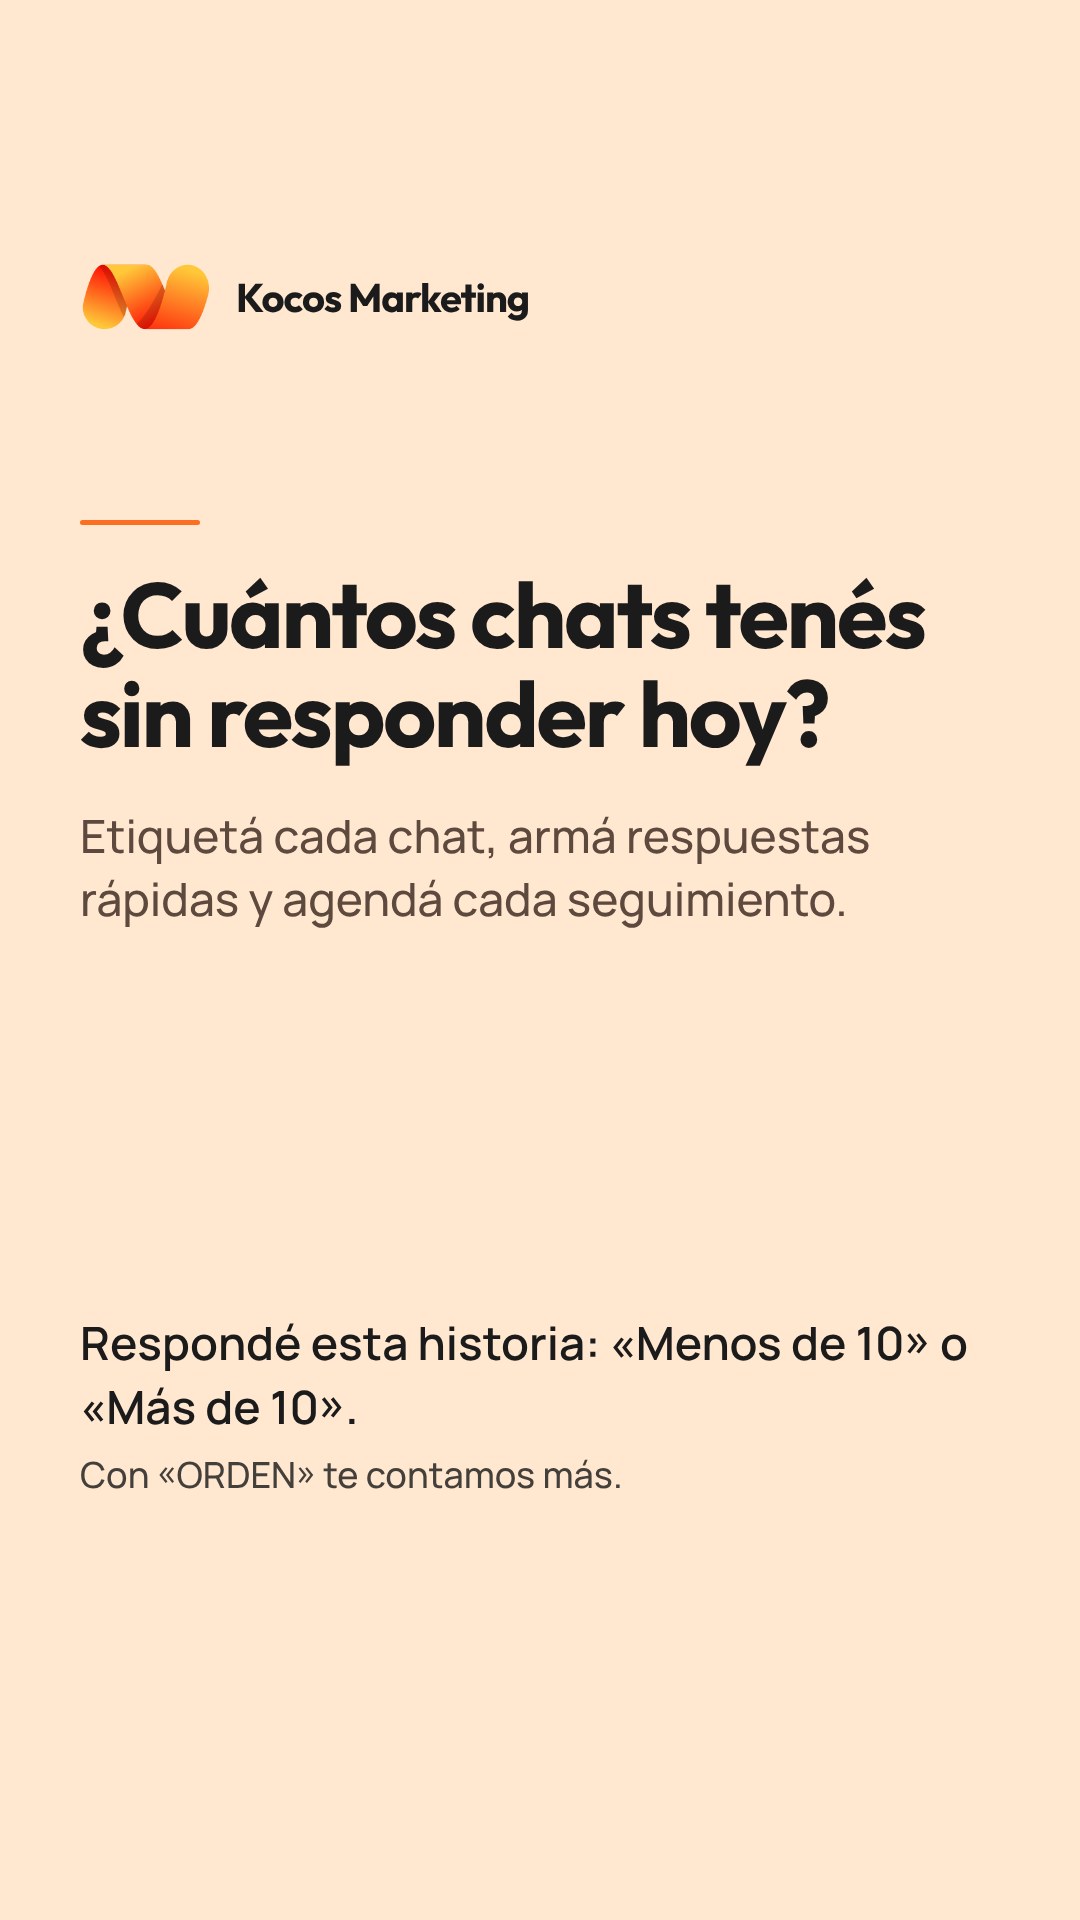 Kocos Marketing
¿Cuántos chats tenés
sin responder hoy?
Etiquetá cada chat, armá respuestas
rápidas y agendá cada seguimiento.
Respondé esta historia: «Menos de 10» o
«Más de 10».
Con «ORDEN» te contamos más.